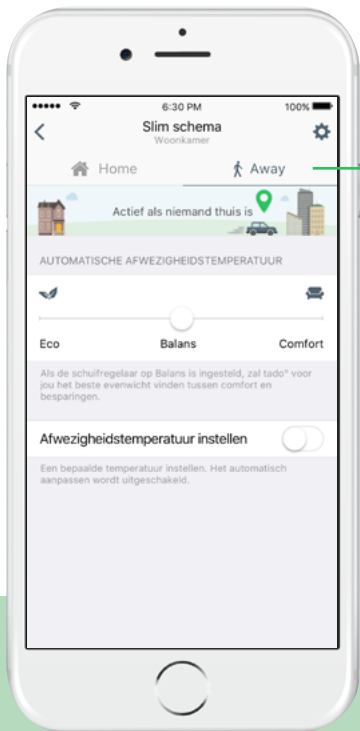 6:30 PM
100%
Slim schema
Woonkamer
Home
Away
Actief als niemand thuis is
AUTOMATISCHE AFWEZIGHEIDSTEMPERATUUR
Eco
Balans
Comfort
Als de schuifregelaar op Balans is ingesteld, zal tado° voor
jou het beste evenwicht vinden tussen comfort en
besparingen.
Afwezigheidstemperatuur instellen
Een bepaalde temperatuur instellen. Het automatisch
aanpassen wordt uitgeschakeld.